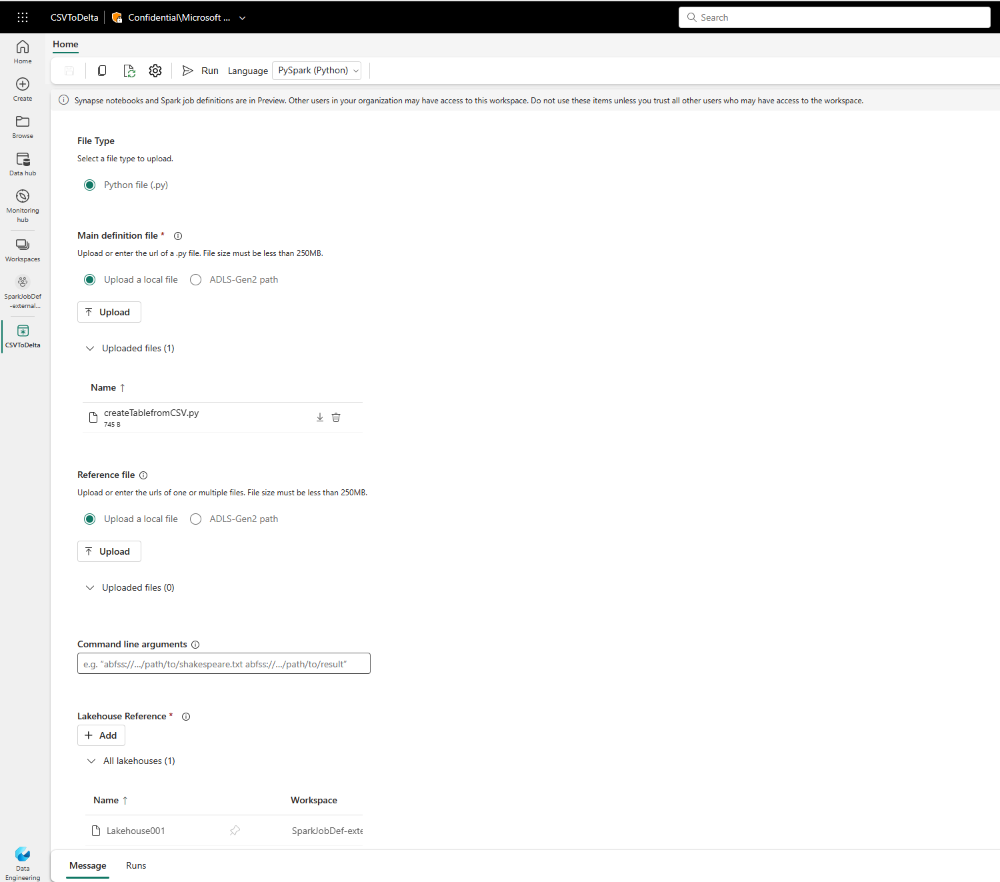 CSVToDelta
Confidential\Microsoft ...
Search
Home
Create
Browse
Data hub
Monitoring
hub
Workspaces
SparkJobDef
-external...
CSVToDelta
Data
Engineering
Home
Run
Language
PySpark (Python)
Synapse notebooks and Spark job definitions are in Preview. Other users in your organization may have access to this workspace. Do not use these items unless you trust all other users who may have access to the workspace.
File Type
Select a file type to upload.
Python file (.py)
Main definition file *
Upload or enter the url of a .py file. File size must be less than 250MB.
Upload a local file
ADLS-Gen2 path
Upload
Uploaded files (1)
Name ↑
createTablefromCSV.py
745 B
Reference file
Upload or enter the urls of one or multiple files. File size must be less than 250MB.
Upload a local file
ADLS-Gen2 path
Upload
Uploaded files (0)
Command line arguments
e.g. “abfss://.../path/to/shakespeare.txt abfss://.../path/to/result”
Lakehouse Reference *
+ Add
All lakehouses (1)
Name ↑
Workspace
Lakehouse001
SparkJobDef-exte
Message
Runs